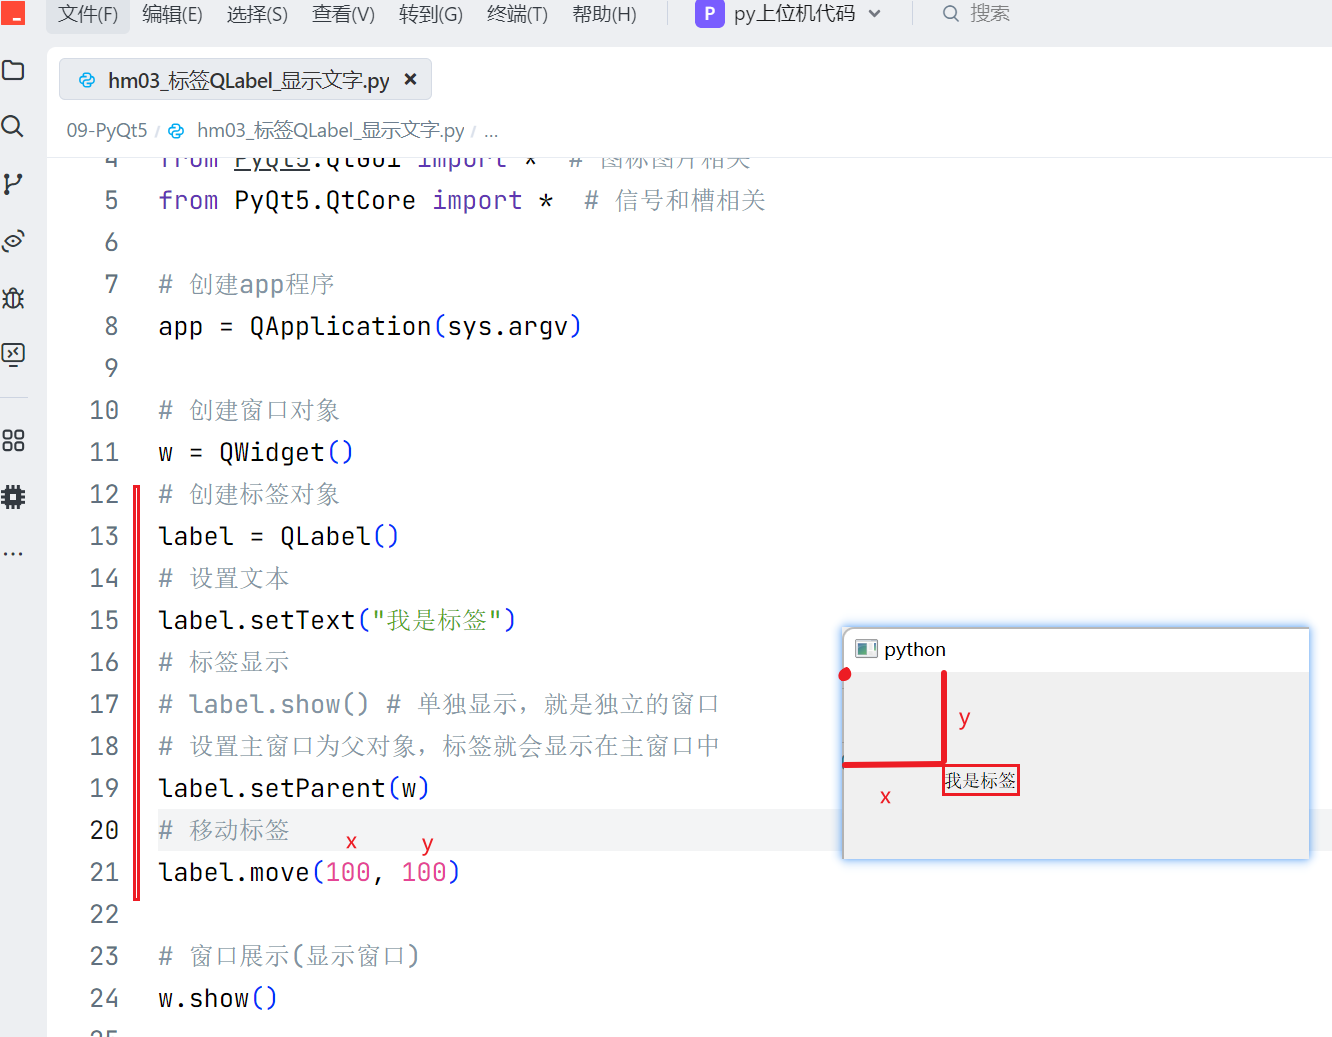 文件(F) 编辑(E) 选择(S) 查看(V) 转到(G) 终端(T) 帮助(H) P py上位机代码 搜索
hm03_标签QLabel_显示文字.py ×
09-PyQt5 / hm03_标签QLabel_显示文字.py / ...
4 from PyQt5.QtGui import * # 图标图片相关
5 from PyQt5.QtCore import * # 信号和槽相关
6
7 # 创建app程序
8 app = QApplication(sys.argv)
9
10 # 创建窗口对象
11 w = QWidget()
12 # 创建标签对象
13 label = QLabel()
14 # 设置文本
15 label.setText("我是标签")
16 # 标签显示
17 # label.show() # 单独显示，就是独立的窗口
18 # 设置主窗口为父对象，标签就会显示在主窗口中
19 label.setParent(w)
20 # 移动标签
x y
21 label.move(100, 100)
22
23 # 窗口展示(显示窗口)
24 w.show()
25
python
y
我是标签
x